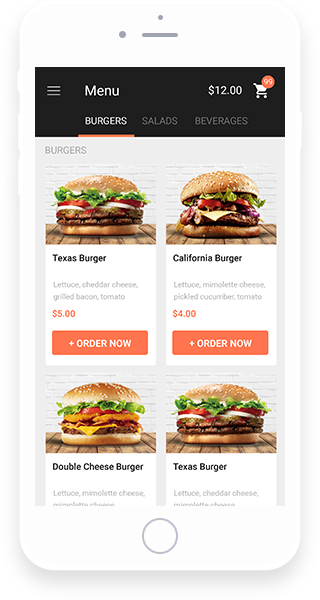 Menu $12.00 99
BURGERS SALADS BEVERAGES
BURGERS
Texas Burger
Lettuce, cheddar cheese,
grilled bacon, tomato
$5.00
+ ORDER NOW
California Burger
Lettuce, mimolette cheese,
pickled cucumber, tomato
$4.00
+ ORDER NOW
Double Cheese Burger
Lettuce, mimolette cheese,
mimolette cheese
Texas Burger
Lettuce, cheddar cheese,